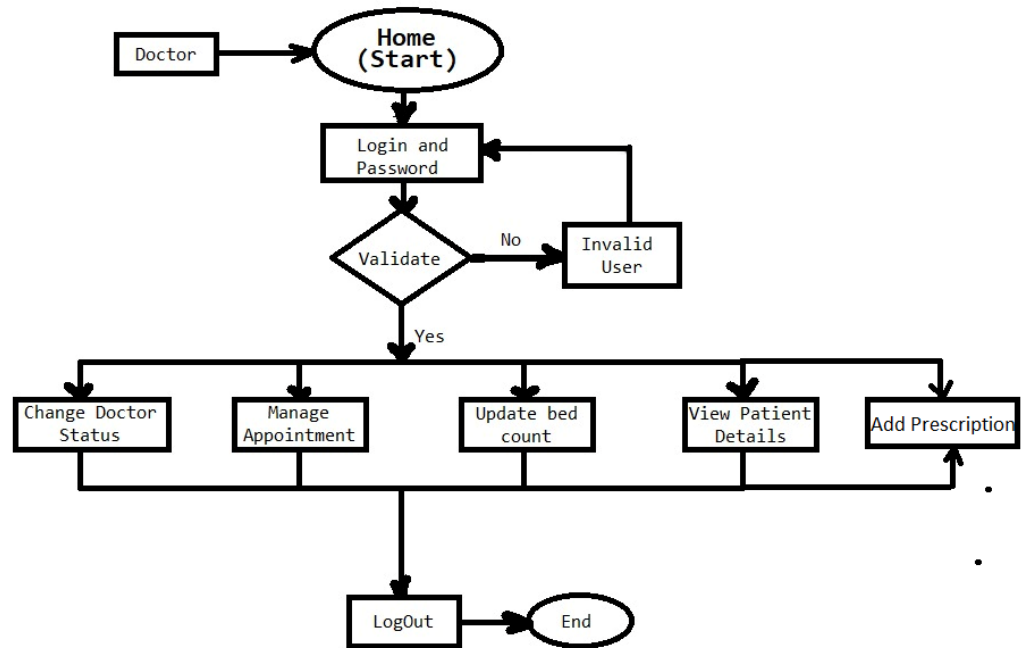 Doctor
Home
(Start)
Login and
Password
Validate
No
Invalid
User
Yes
Change Doctor
Status
Manage
Appointment
Update bed
count
View Patient
Details
Add Prescription
LogOut
End